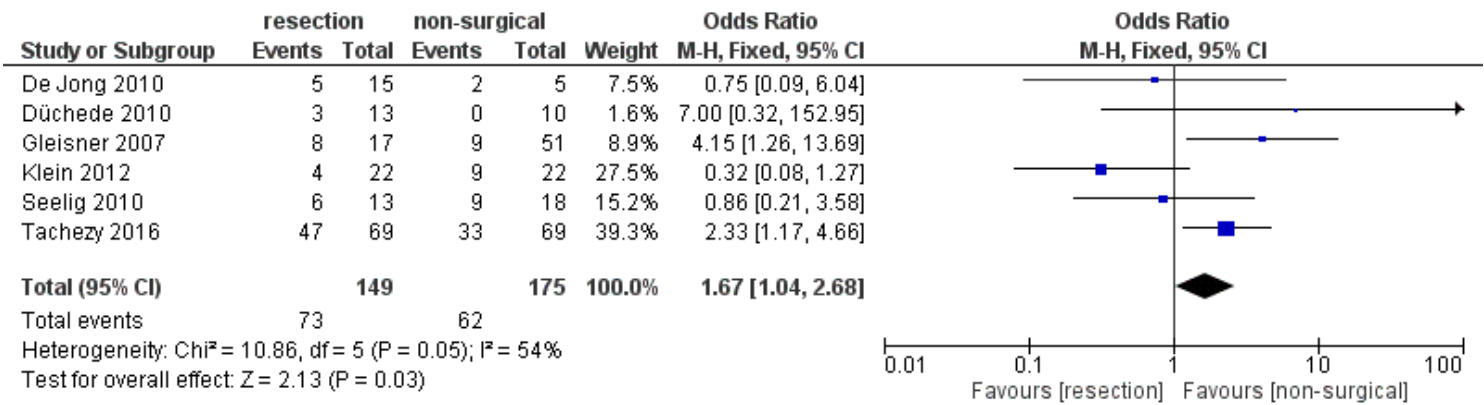 resection non-surgical Odds Ratio Odds Ratio
Study or Subgroup Events Total Events Total Weight M-H, Fixed, 95% CI M-H, Fixed, 95% CI
De Jong 2010 5 15 2 5 7.5% 0.75 [0.09, 6.04]
Düchede 2010 3 13 0 10 1.6% 7.00 [0.32, 152.95]
Gleisner 2007 8 17 9 51 8.9% 4.15 [1.26, 13.69]
Klein 2012 4 22 9 22 27.5% 0.32 [0.08, 1.27]
Seelig 2010 6 13 9 18 15.2% 0.86 [0.21, 3.58]
Tachezy 2016 47 69 33 69 39.3% 2.33 [1.17, 4.66]
Total (95% CI) 149 175 100.0% 1.67 [1.04, 2.68]
Total events 73 62
Heterogeneity: Chi² = 10.86, df = 5 (P = 0.05); I² = 54%
Test for overall effect: Z = 2.13 (P = 0.03)
0.01 0.1 1 10 100
Favours [resection] Favours [non-surgical]